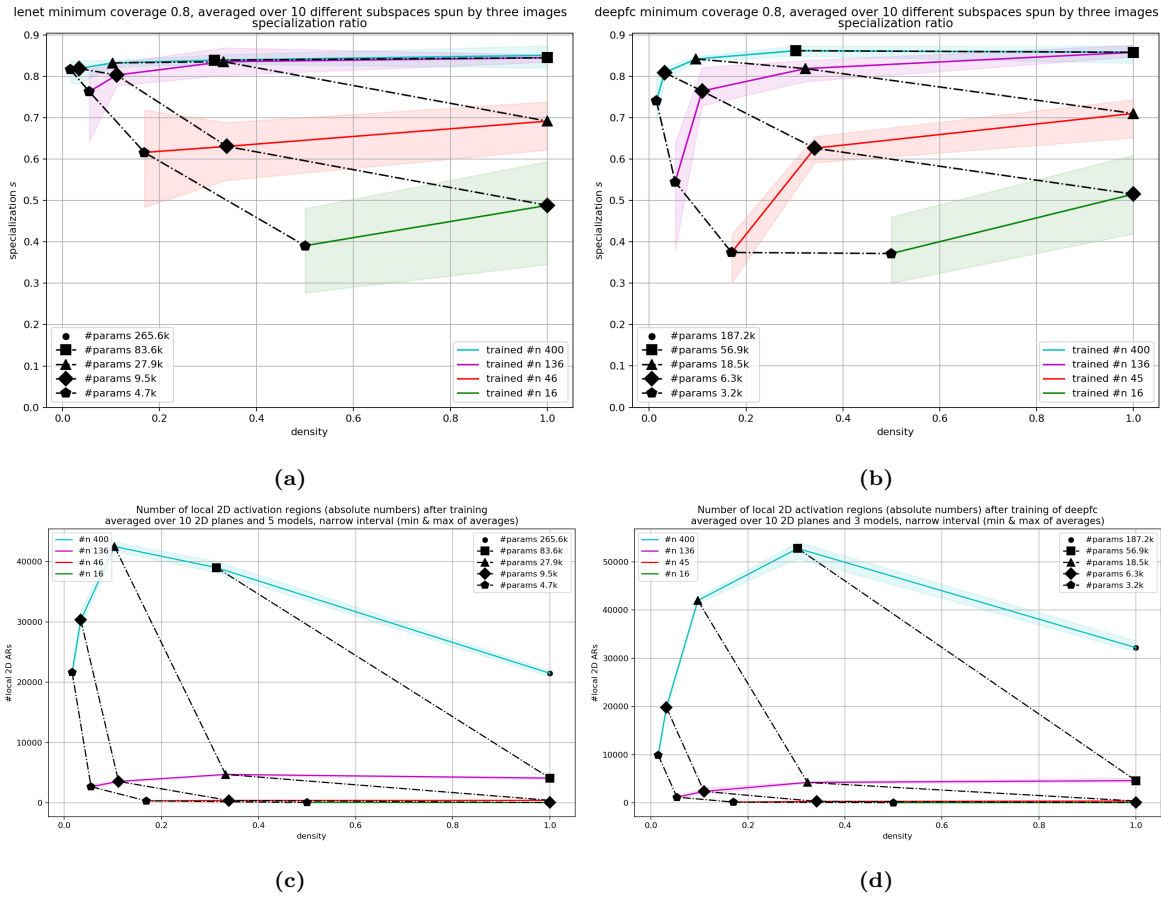 lenet minimum coverage 0.8, averaged over 10 different subspaces spun by three images
specialization ratio
0.9
0.8
0.7
0.6
0.5
0.4
0.3
0.2
0.1
0.0
specialization s
0.0 0.2 0.4 0.6 0.8 1.0
density
#params 265.6k
#params 83.6k
#params 27.9k
#params 9.5k
#params 4.7k
trained #n 400
trained #n 136
trained #n 46
trained #n 16
(a)
deepfc minimum coverage 0.8, averaged over 10 different subspaces spun by three images
specialization ratio
0.9
0.8
0.7
0.6
0.5
0.4
0.3
0.2
0.1
0.0
specialization s
0.0 0.2 0.4 0.6 0.8 1.0
density
#params 187.2k
#params 56.9k
#params 18.5k
#params 6.3k
#params 3.2k
trained #n 400
trained #n 136
trained #n 45
trained #n 16
(b)
Number of local 2D activation regions (absolute numbers) after training
averaged over 10 2D planes and 5 models, narrow interval (min & max of averages)
#n 400
#n 136
#n 46
#n 16
#params 265.6k
#params 83.6k
#params 27.9k
#params 9.5k
#params 4.7k
40000
30000
20000
10000
0
#local 2D ARs
0.0 0.2 0.4 0.6 0.8 1.0
density
(c)
Number of local 2D activation regions (absolute numbers) after training of deepfc
averaged over 10 2D planes and 3 models, narrow interval (min & max of averages)
#n 400
#n 136
#n 45
#n 16
#params 187.2k
#params 56.9k
#params 18.5k
#params 6.3k
#params 3.2k
50000
40000
30000
20000
10000
0
#local 2D ARs
0.0 0.2 0.4 0.6 0.8 1.0
density
(d)